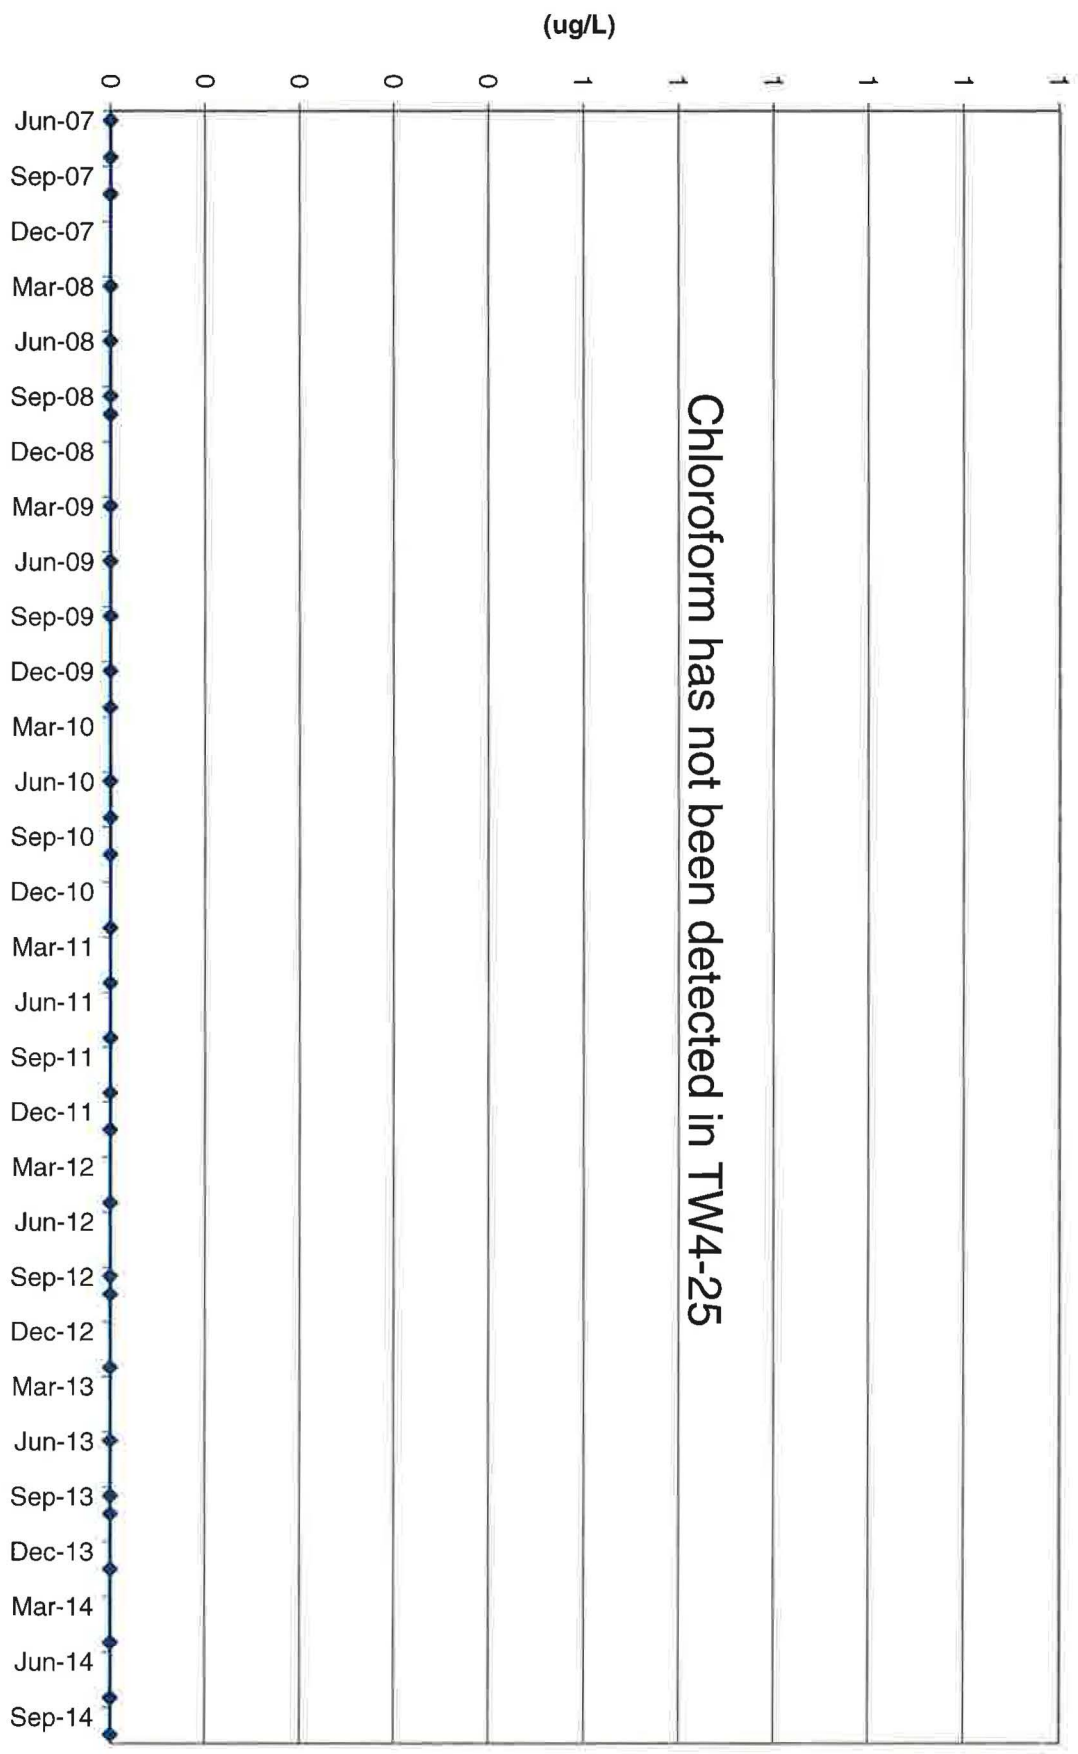 (ug/L)
0
0
0
0
0
1
1
1
1
1
1
Jun-07
Sep-07
Dec-07
Mar-08
Jun-08
Sep-08
Dec-08
Mar-09
Jun-09
Sep-09
Dec-09
Mar-10
Jun-10
Sep-10
Dec-10
Mar-11
Jun-11
Sep-11
Dec-11
Mar-12
Jun-12
Sep-12
Dec-12
Mar-13
Jun-13
Sep-13
Dec-13
Mar-14
Jun-14
Sep-14
Chloroform has not been detected in TW4-25